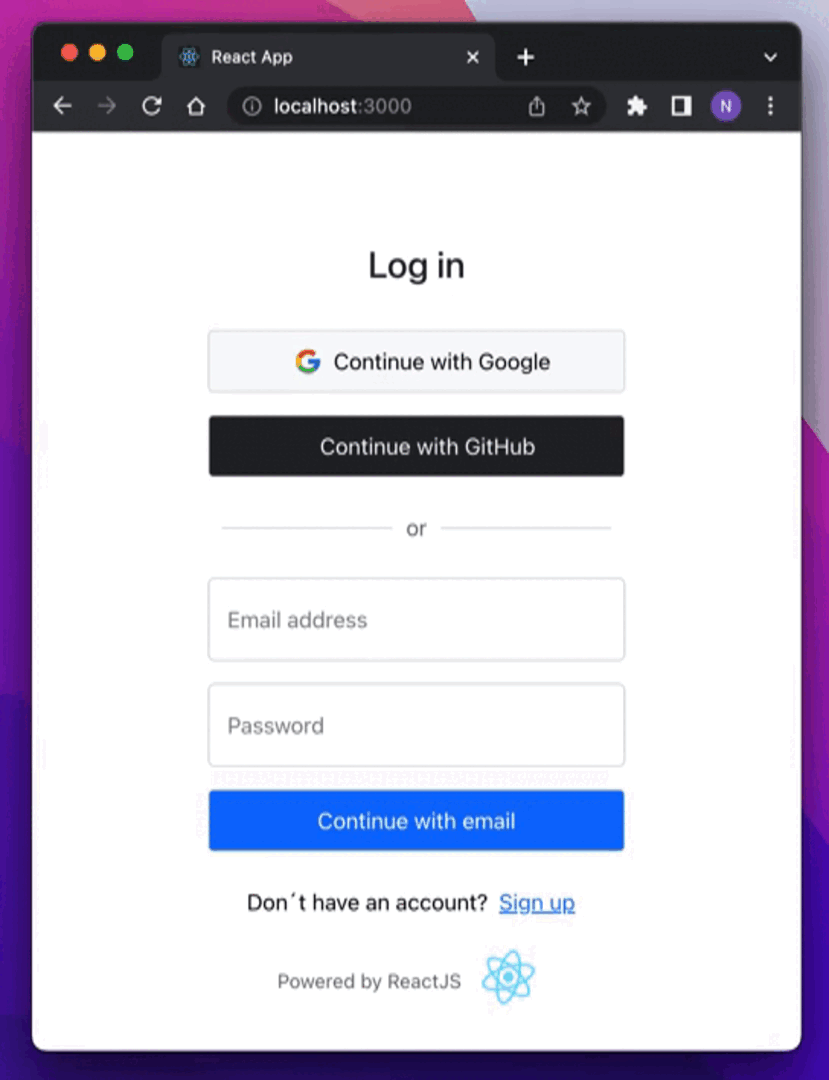 React App
localhost:3000
N
Log in
Continue with Google
Continue with GitHub
or
Email address
Password
Continue with email
Don´t have an account? Sign up
Powered by ReactJS